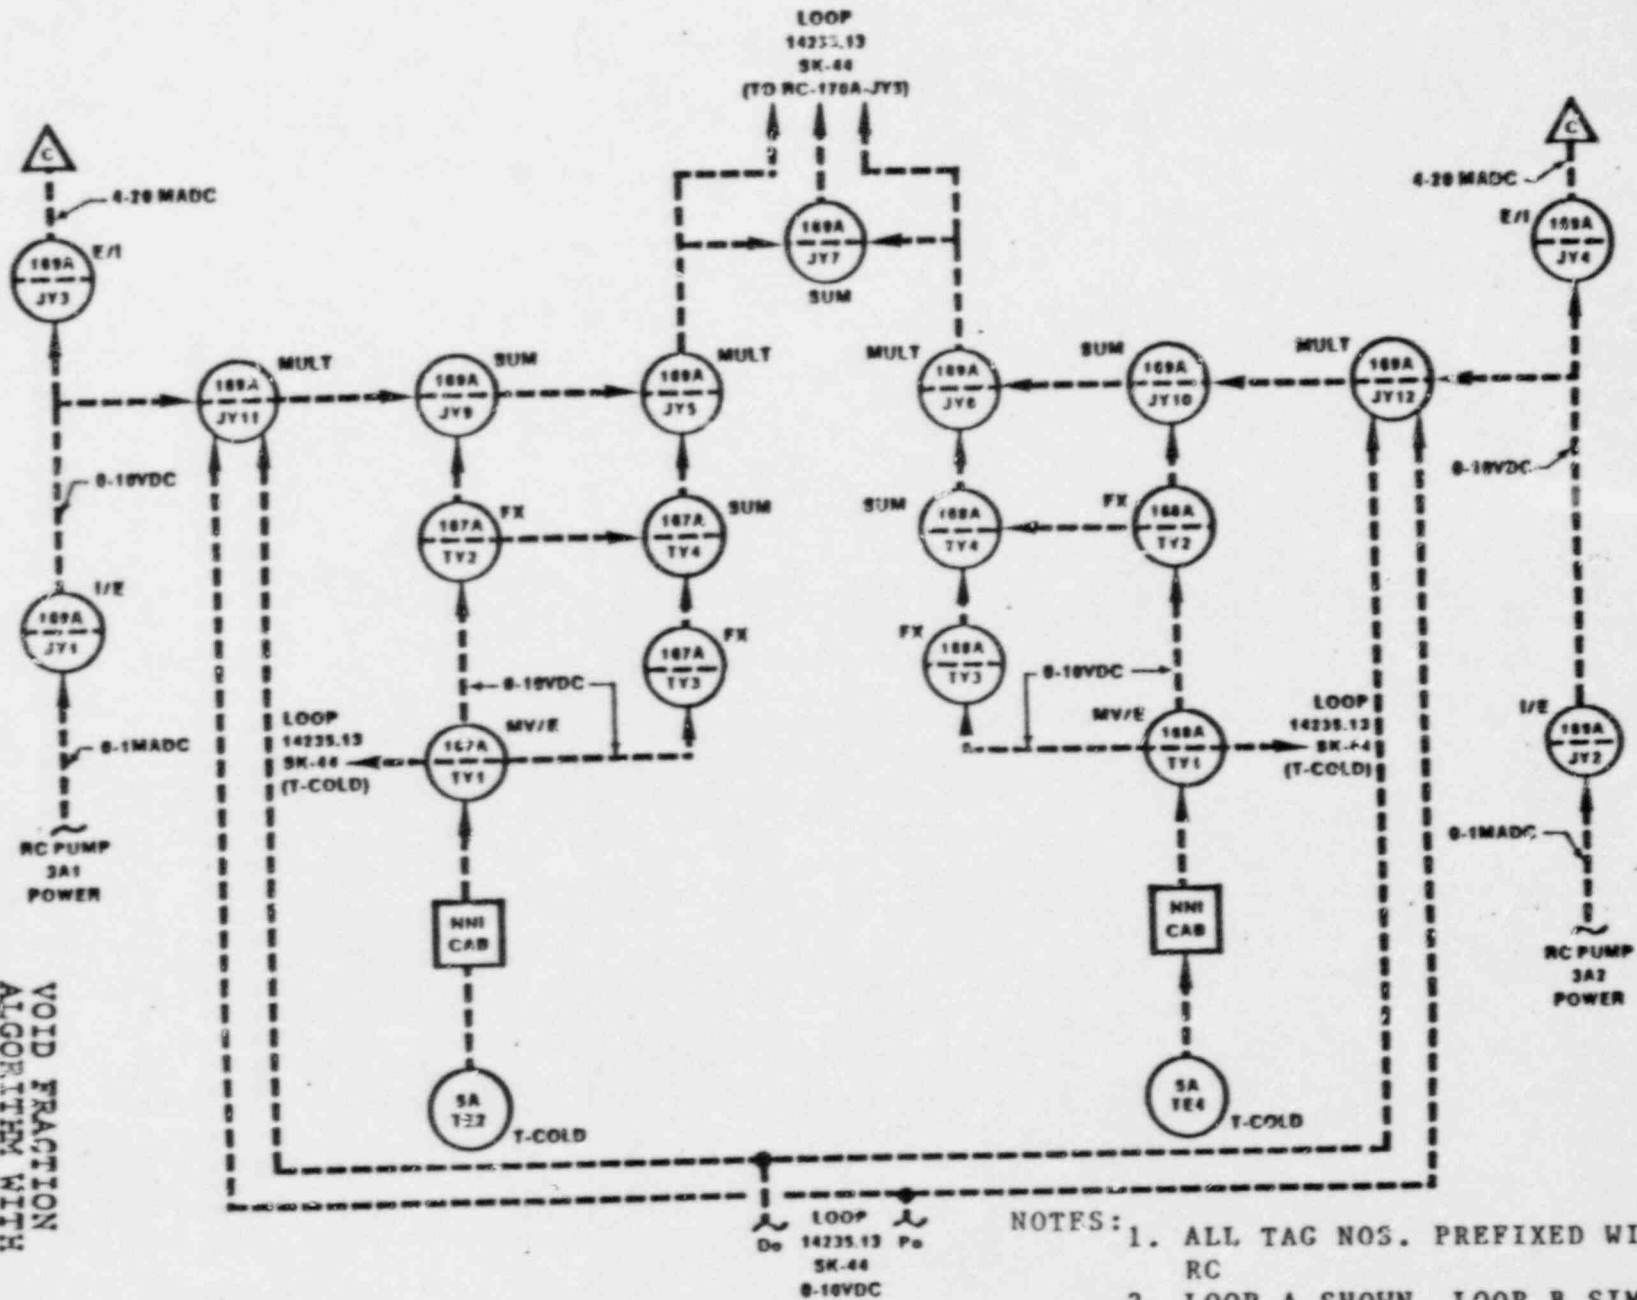 LOOP
14235.13
SK-44
(TO RC-170A-JY3)
C
4-20 MADC
E/I
169A
JY3
169A
JY7
SUM
C
4-20 MADC
E/I
169A
JY4
MULT
169A
JY11
SUM
169A
JY9
MULT
169A
JY5
MULT
169A
JY6
SUM
169A
JY10
MULT
169A
JY12
0-10VDC
FX
167A
TY2
SUM
167A
TY4
SUM
168A
TY4
FX
168A
TY2
0-10VDC
I/E
169A
JY1
FX
167A
TY3
FX
168A
TY3
0-10VDC
0-10VDC
0-1MADC
LOOP
14235.13
SK-44
(T-COLD)
MV/E
167A
TY1
MV/E
168A
TY1
LOOP
14235.13
(T-COLD)
I/E
169A
JY2
0-1MADC
RC PUMP
3A1
POWER
NNI
CAB
NNI
CAB
RC PUMP
3A2
POWER
5A
TE2
T-COLD
5A
TE4
T-COLD
VOID FRACTION
ALGORITHM WITH
Do
LOOP
14235.13
SK-44
0-10VDC
Po
NOTES:
1. ALL TAG NOS. PREFIXED WI
RC
2. LOOP A SHOWN, LOOP B SIM